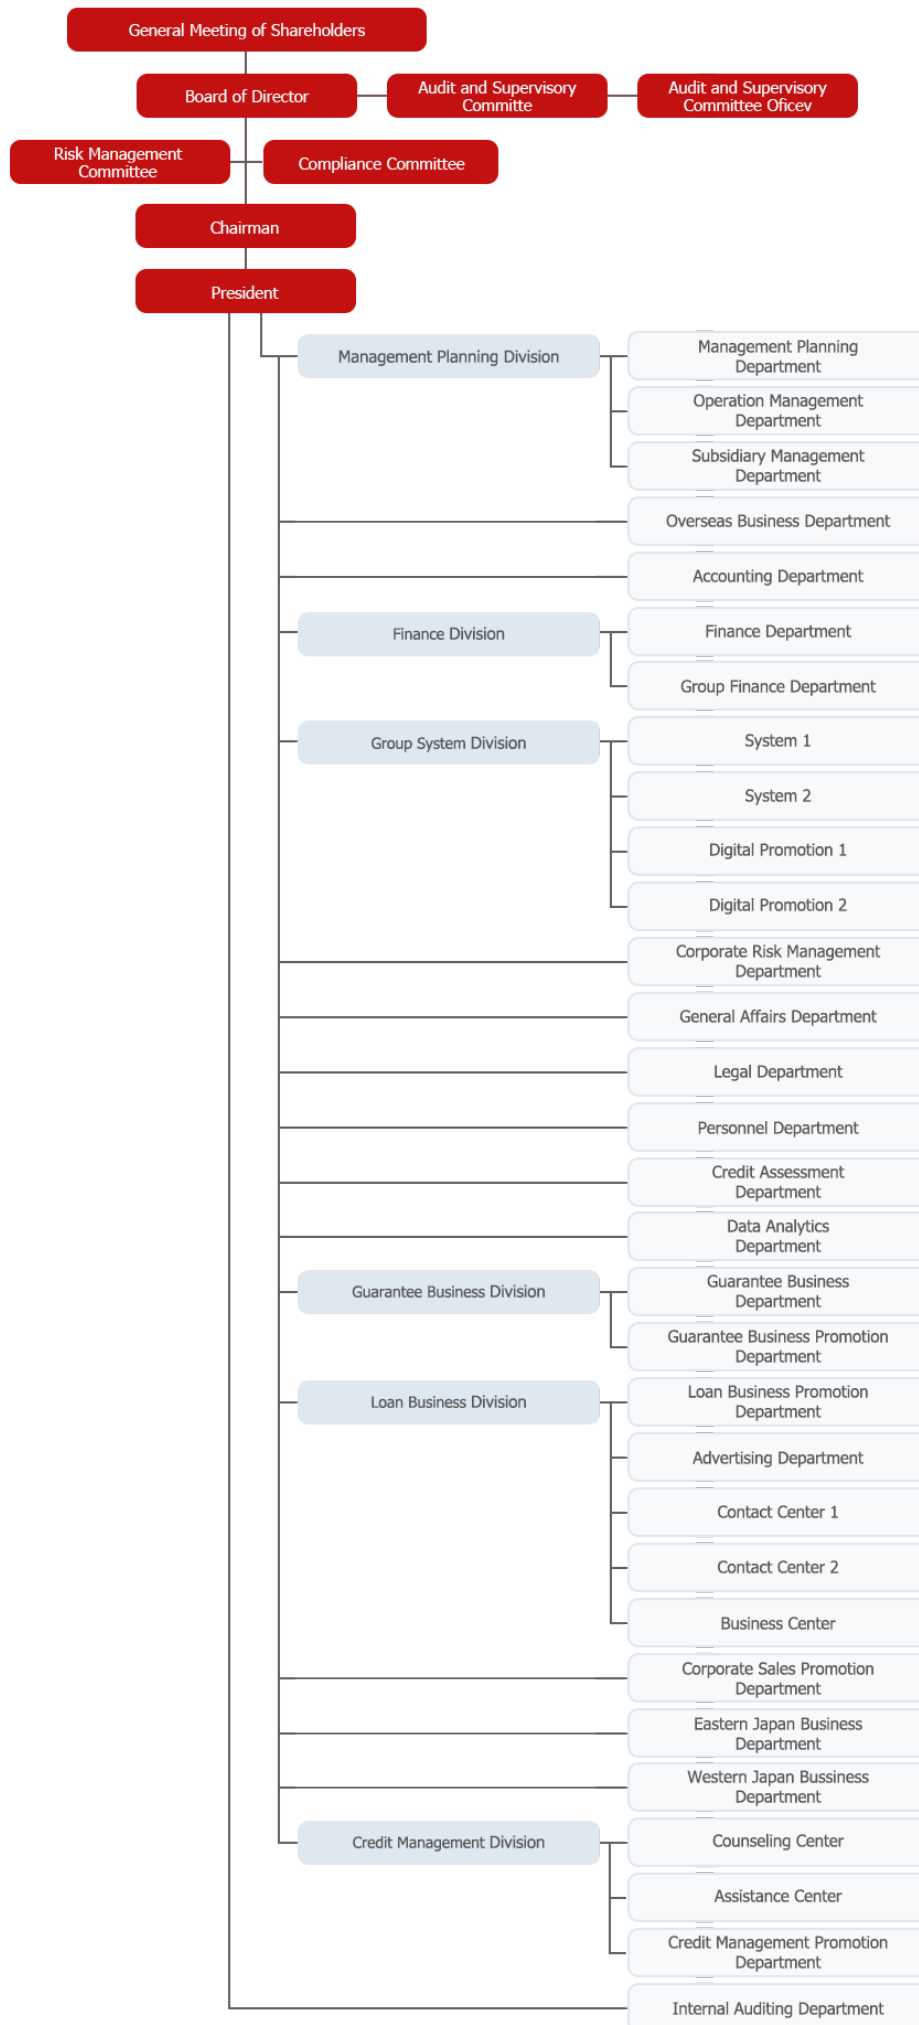 General Meeting of Shareholders
Board of Director
Audit and Supervisory
Committe
Audit and Supervisory
Committee Oficev
Risk Management
Committee
Compliance Committee
Chairman
President
Management Planning Division
Management Planning
Department
Operation Management
Department
Subsidiary Management
Department
Overseas Business Department
Accounting Department
Finance Division
Finance Department
Group Finance Department
Group System Division
System 1
System 2
Digital Promotion 1
Digital Promotion 2
Corporate Risk Management
Department
General Affairs Department
Legal Department
Personnel Department
Credit Assessment
Department
Data Analytics
Department
Guarantee Business Division
Guarantee Business
Department
Guarantee Business Promotion
Department
Loan Business Division
Loan Business Promotion
Department
Advertising Department
Contact Center 1
Contact Center 2
Business Center
Corporate Sales Promotion
Department
Eastern Japan Business
Department
Western Japan Bussiness
Department
Credit Management Division
Counseling Center
Assistance Center
Credit Management Promotion
Department
Internal Auditing Department